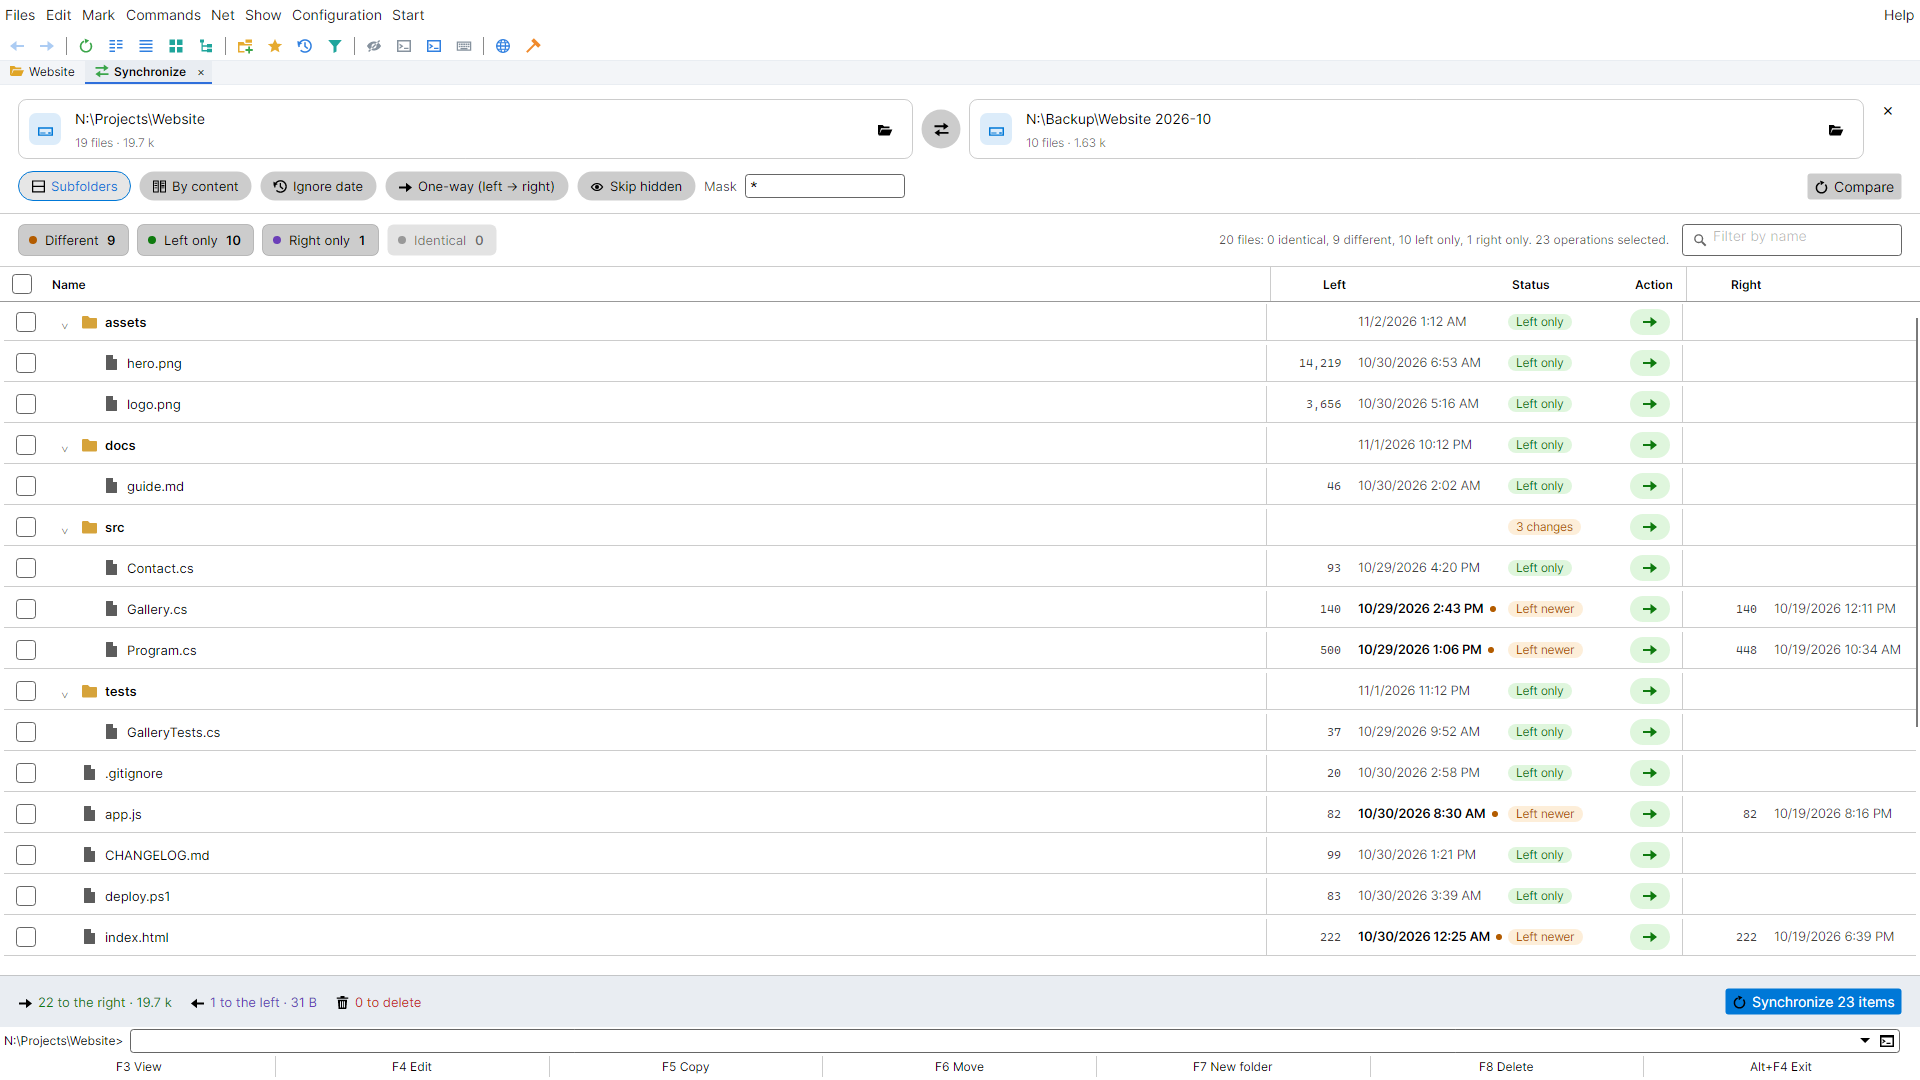 Files Edit Mark Commands Net Show Configuration Start Help
Website Synchronize ×
N:\Projects\Website
19 files · 19.7 k
N:\Backup\Website 2026-10
10 files · 1.63 k
Subfolders By content Ignore date One-way (left → right) Skip hidden Mask * Compare
Different 9 Left only 10 Right only 1 Identical 0 20 files: 0 identical, 9 different, 10 left only, 1 right only. 23 operations selected. Filter by name
Name Left Status Action Right
assets 11/2/2026 1:12 AM Left only
hero.png 14,219 10/30/2026 6:53 AM Left only
logo.png 3,656 10/30/2026 5:16 AM Left only
docs 11/1/2026 10:12 PM Left only
guide.md 46 10/30/2026 2:02 AM Left only
src 3 changes
Contact.cs 93 10/29/2026 4:20 PM Left only
Gallery.cs 140 10/29/2026 2:43 PM Left newer 140 10/19/2026 12:11 PM
Program.cs 500 10/29/2026 1:06 PM Left newer 448 10/19/2026 10:34 AM
tests 11/1/2026 11:12 PM Left only
GalleryTests.cs 37 10/29/2026 9:52 AM Left only
.gitignore 20 10/30/2026 2:58 PM Left only
app.js 82 10/30/2026 8:30 AM Left newer 82 10/19/2026 8:16 PM
CHANGELOG.md 99 10/30/2026 1:21 PM Left only
deploy.ps1 83 10/30/2026 3:39 AM Left only
index.html 222 10/30/2026 12:25 AM Left newer 222 10/19/2026 6:39 PM
22 to the right · 19.7 k 1 to the left · 31 B 0 to delete Synchronize 23 items
N:\Projects\Website>
F3 View F4 Edit F5 Copy F6 Move F7 New folder F8 Delete Alt+F4 Exit